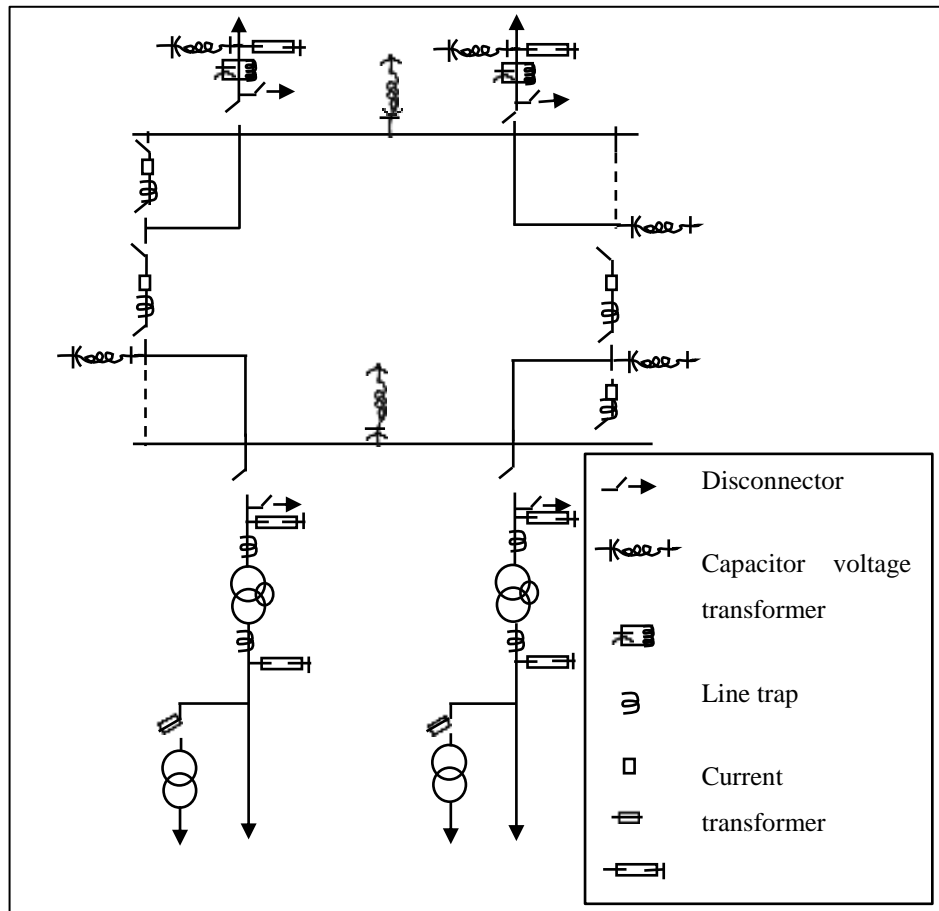 Disconnector
Capacitor voltage
transformer
Line trap
Current
transformer